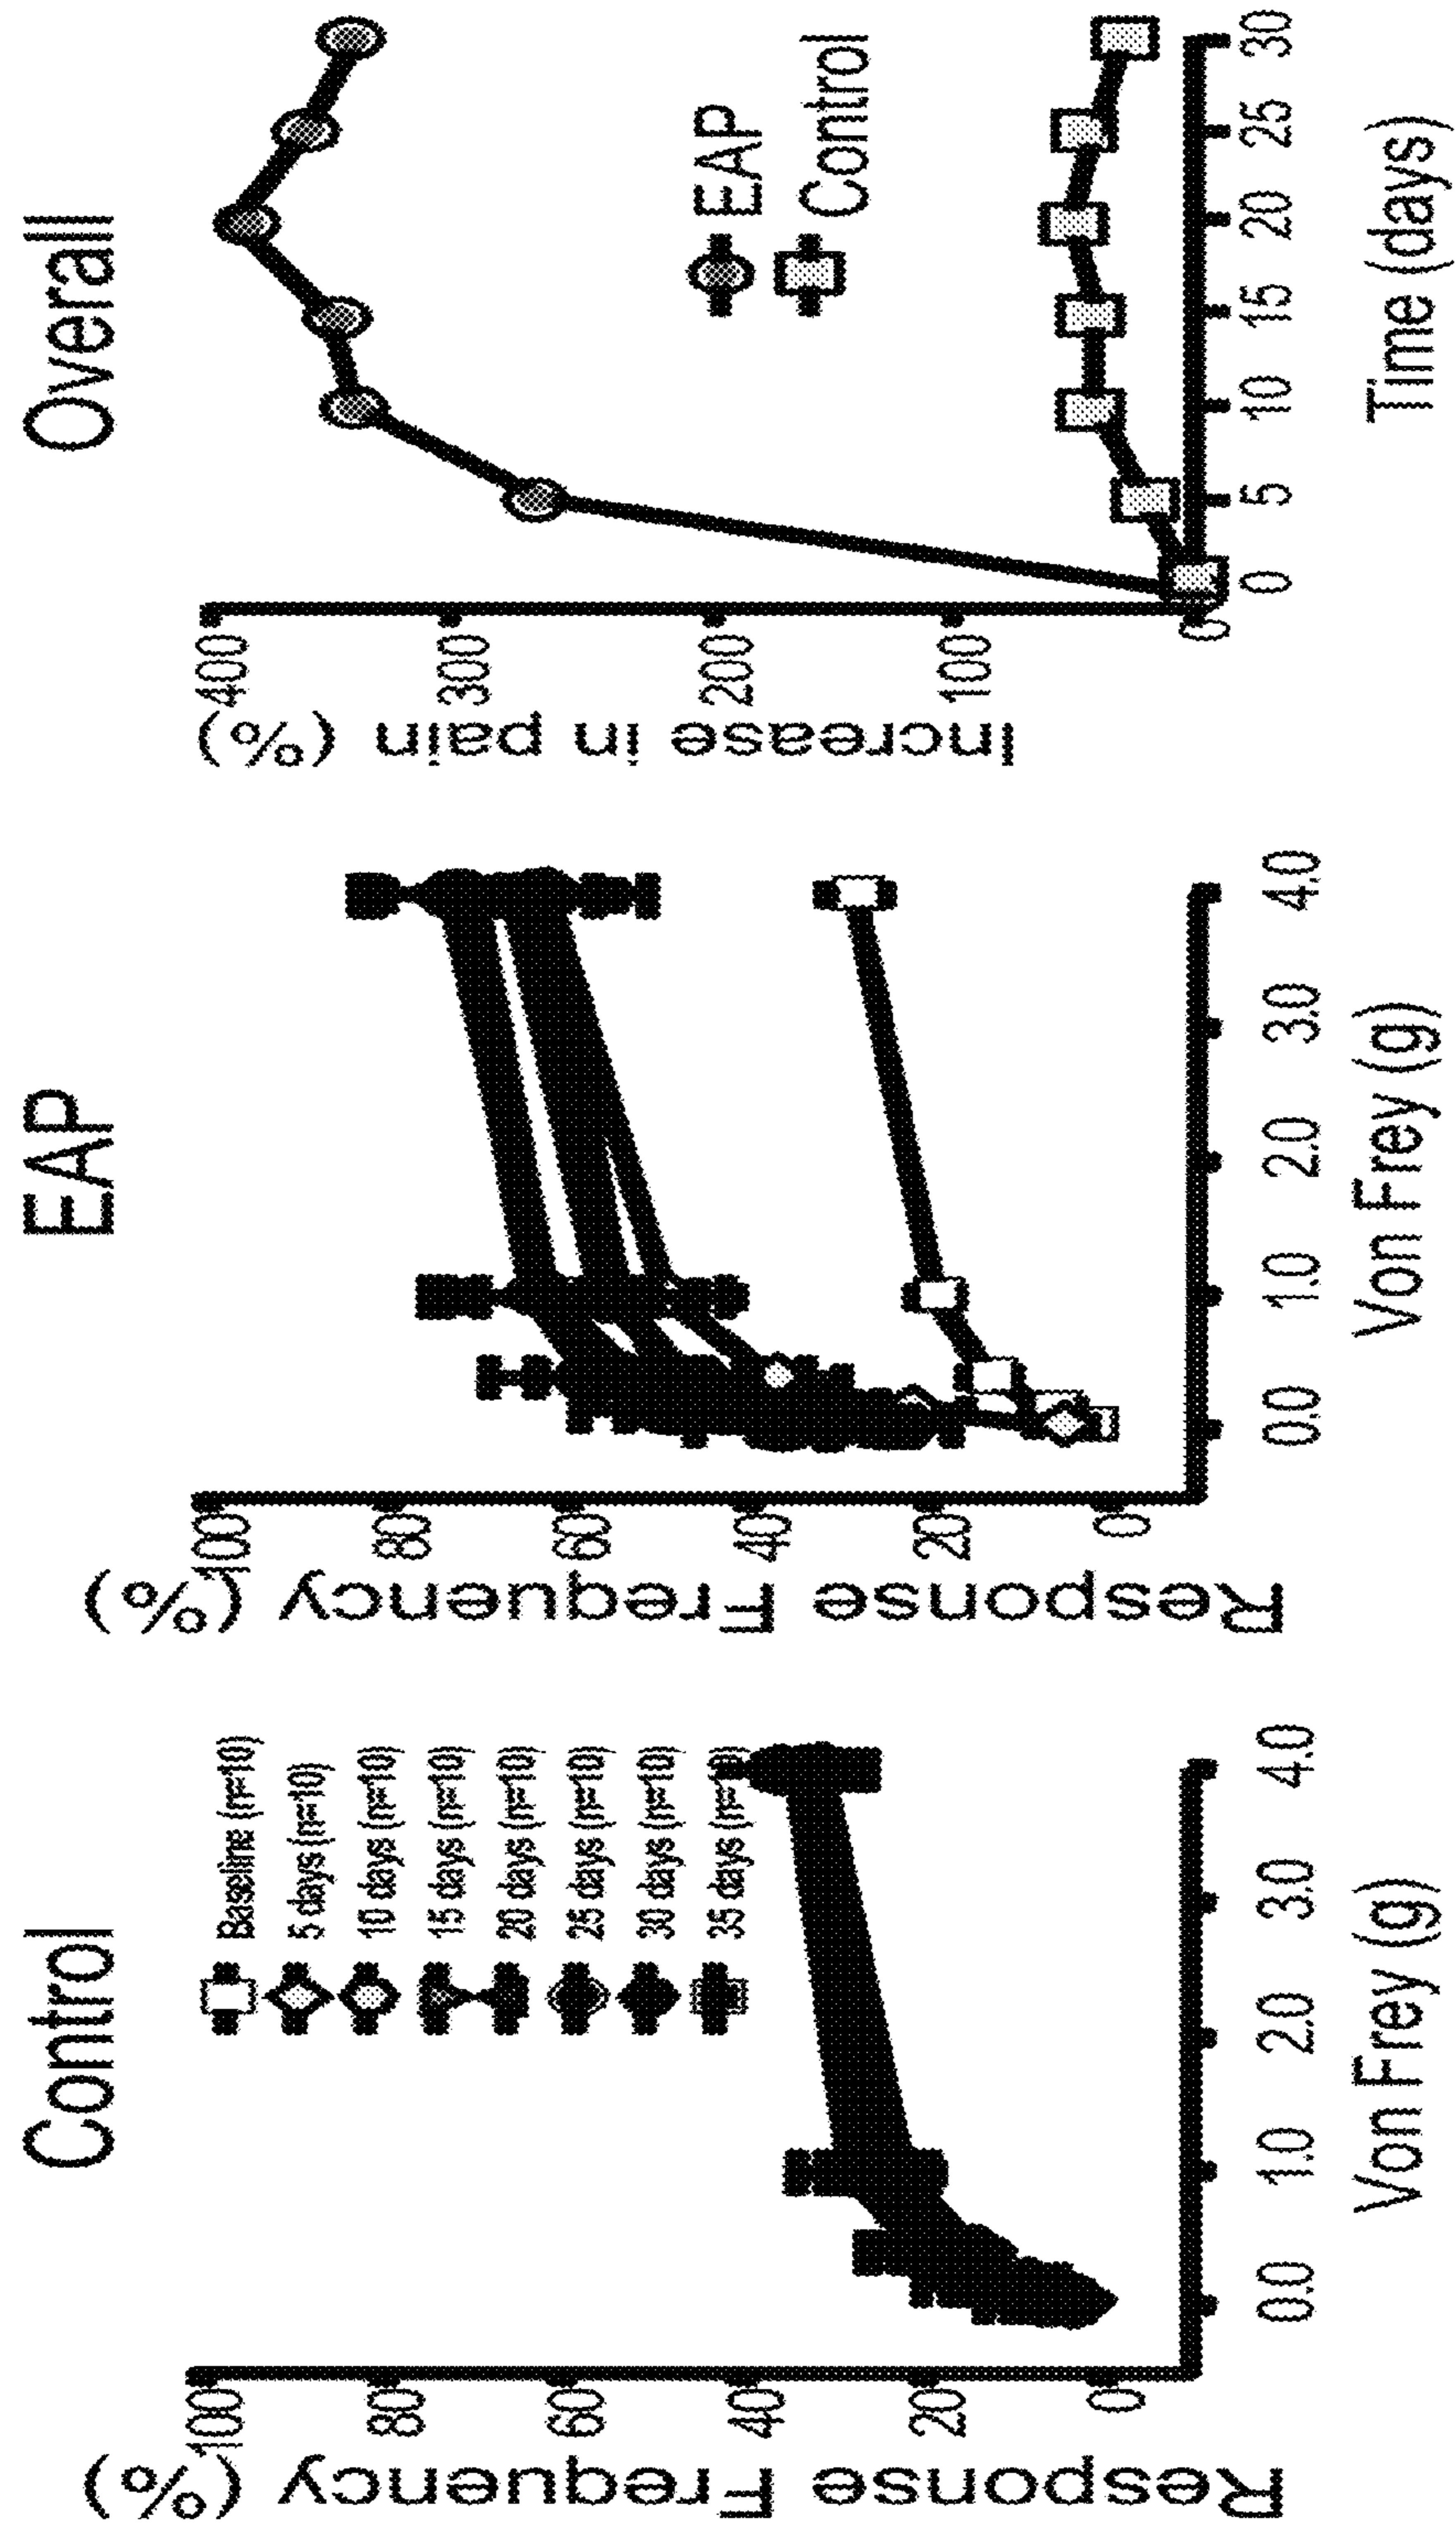 Control
Response Frequency (%)
100
80
60
40
20
0
Baseline (n=10)
5 days (n=10)
10 days (n=10)
15 days (n=10)
20 days (n=10)
25 days (n=10)
30 days (n=10)
35 days (n=10)
0.0 1.0 2.0 3.0 4.0
Von Frey (g)
EAP
Response Frequency (%)
100
80
60
40
20
0
0.0 1.0 2.0 3.0 4.0
Von Frey (g)
Overall
increase in pain (%)
400
300
200
100
0
EAP
Control
0 5 10 15 20 25 30
Time (days)